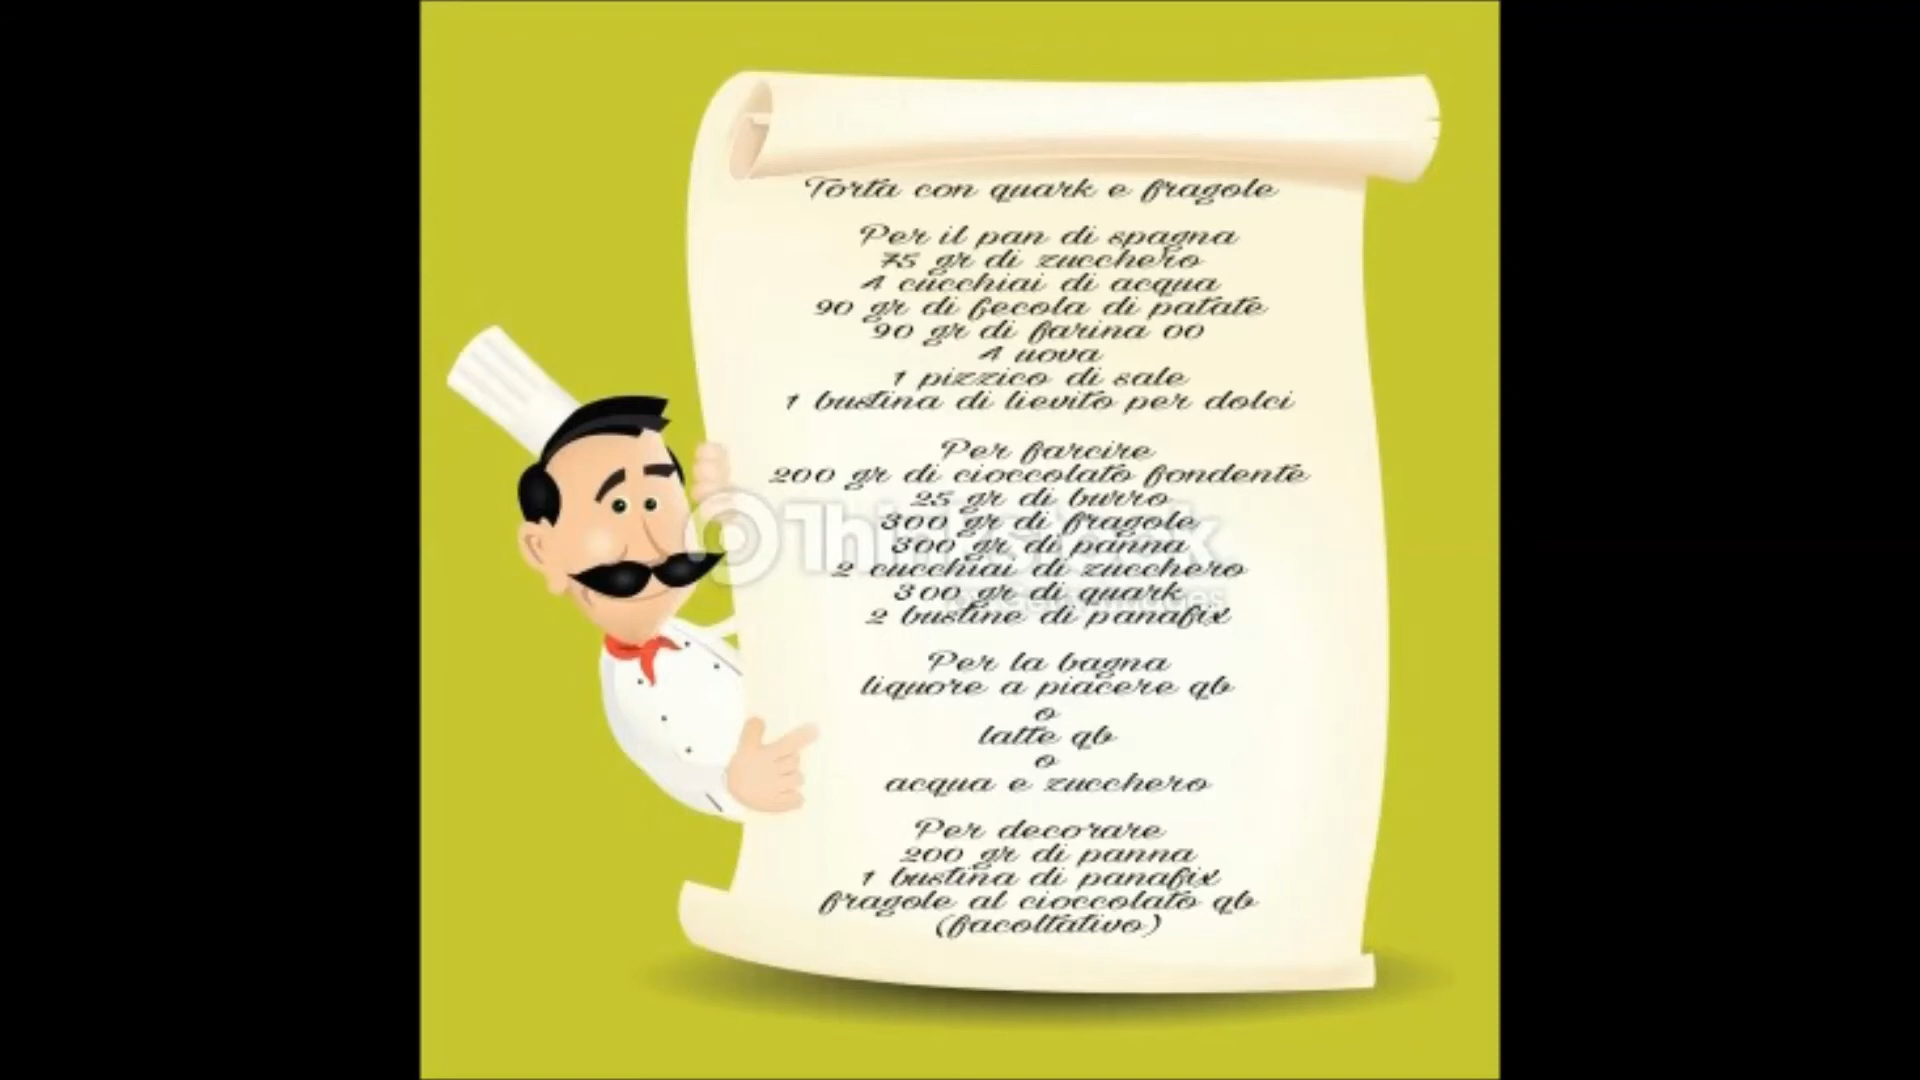 Torta con quark e fragole
Per il pan di spagna
75 gr di zucchero
4 cucchiai di acqua
90 gr di fecola di patate
90 gr di farina 00
4 uova
1 pizzico di sale
1 bustina di lievito per dolci
Per farcire
200 gr di cioccolato fondente
25 gr di burro
300 gr di fragole
300 gr di panna
2 cucchiai di zucchero
300 gr di quark
2 bustine di panafix
Per la bagna
liquore a piacere qb
o
latte qb
o
acqua e zucchero
Per decorare
200 gr di panna
1 bustina di panafix
fragole al cioccolato qb
(facoltativo)